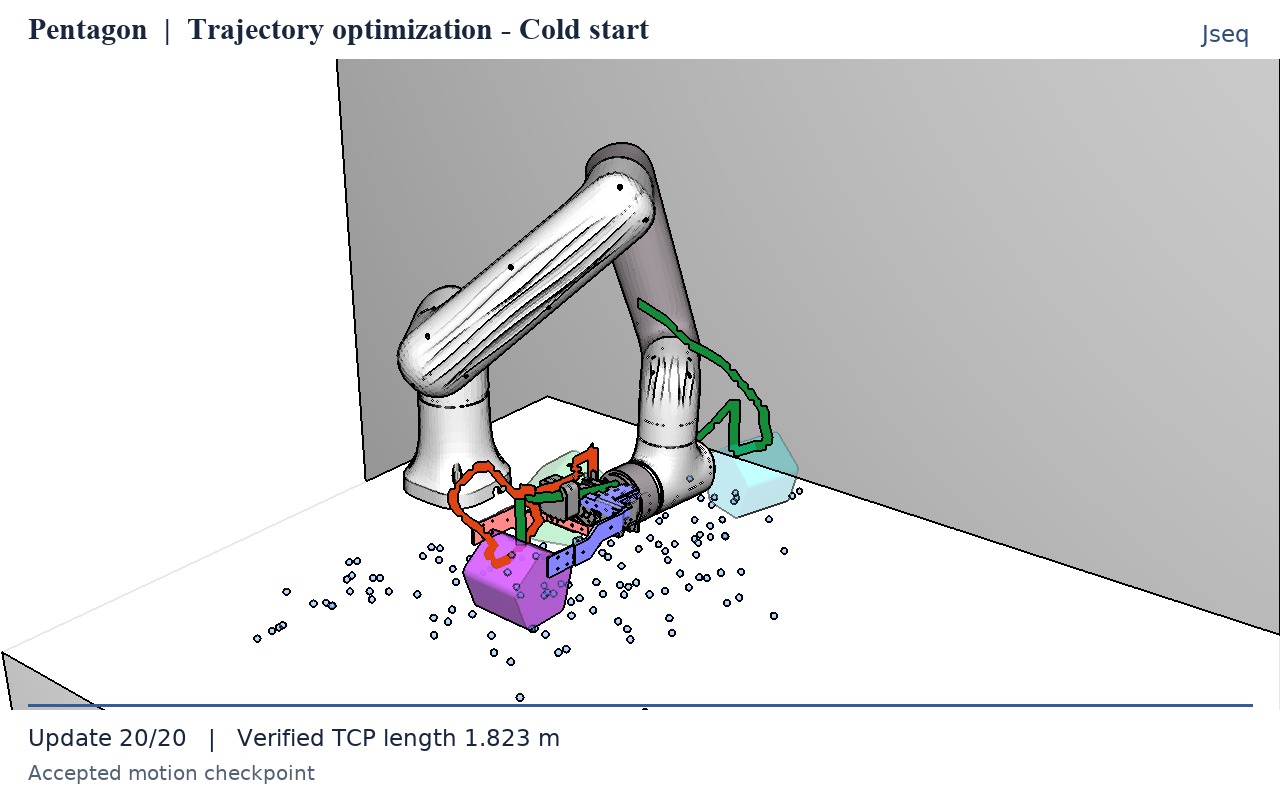 Pentagon | Trajectory optimization - Cold start
Jseq
Update 20/20 | Verified TCP length 1.823 m
Accepted motion checkpoint